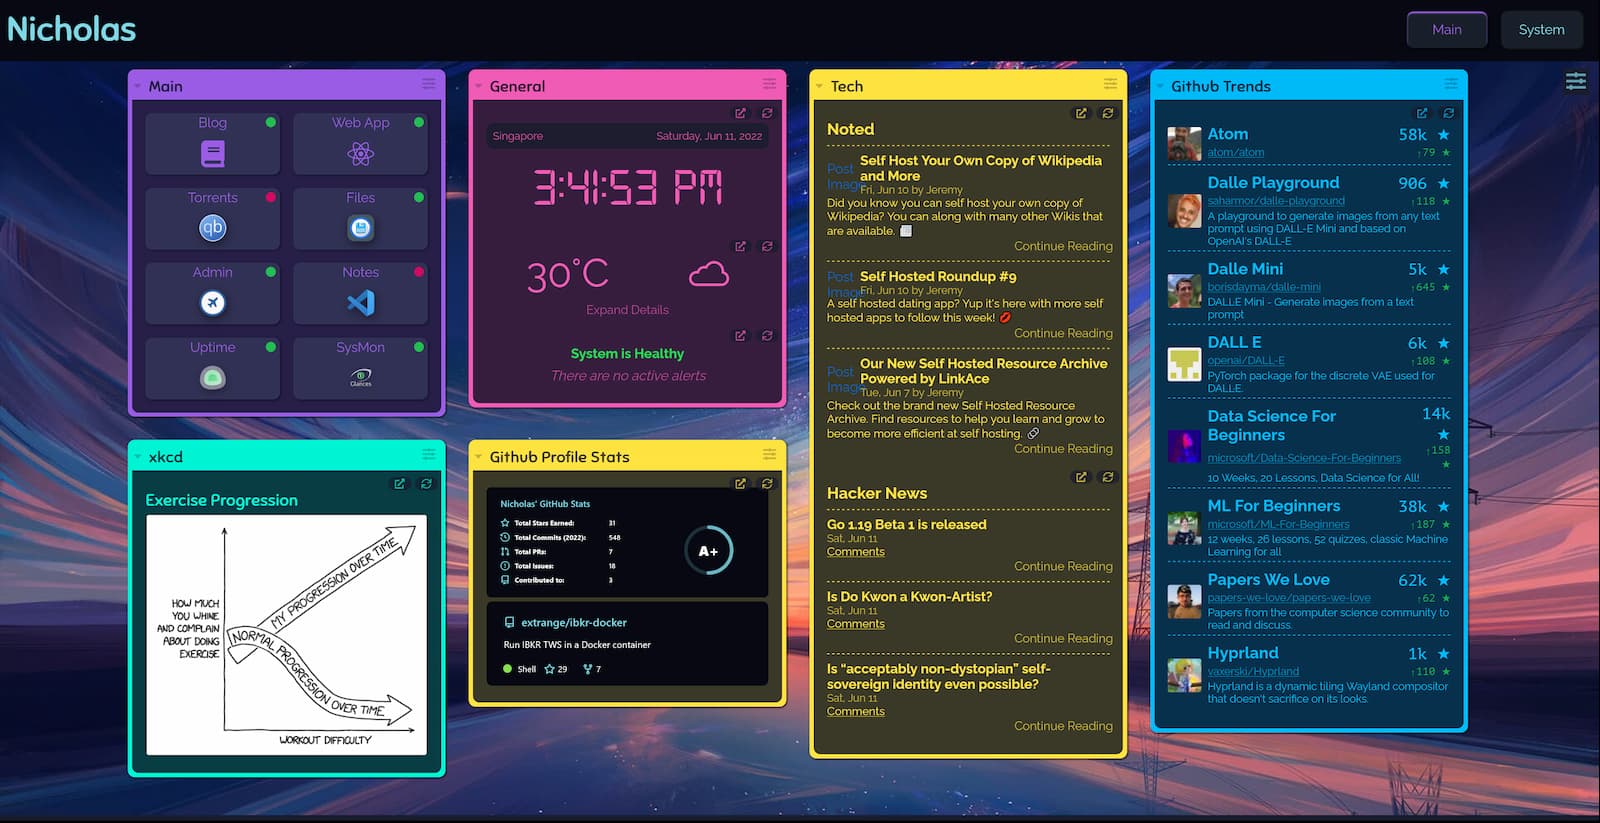 Nicholas
Main
System
Main
Blog
Web App
Torrents
qb
Files
Admin
Notes
Uptime
SysMon
Glances
General
Singapore
Saturday, Jun 11, 2022
3:41:53 PM
30°C
Expand Details
System is Healthy
There are no active alerts
Tech
Noted
Post Image
Self Host Your Own Copy of Wikipedia
and More
Fri, Jun 10 by Jeremy
Did you know you can self host your own copy of
Wikipedia? You can along with many other Wikis that
are available.
Continue Reading
Post Image
Self Hosted Roundup #9
Fri, Jun 10 by Jeremy
A self hosted dating app? Yup it's here with more self
hosted apps to follow this week! 💋
Continue Reading
Post Image
Our New Self Hosted Resource Archive
Powered by LinkAce
Tue, Jun 7 by Jeremy
Check out the brand new Self Hosted Resource
Archive. Find resources to help you learn and grow to
become more efficient at self hosting. 🔗
Continue Reading
Hacker News
Go 1.19 Beta 1 is released
Sat, Jun 11
Comments
Continue Reading
Is Do Kwon a Kwon-Artist?
Sat, Jun 11
Comments
Continue Reading
Is “acceptably non-dystopian” self-
sovereign identity even possible?
Sat, Jun 11
Comments
Continue Reading
Github Trends
Atom
58k ★
atom/atom
↑79 ★
Dalle Playground
906 ★
saharmor/dalle-playground
↑118 ★
A playground to generate images from any text
prompt using DALL-E Mini and based on
OpenAI's DALL-E
Dalle Mini
5k ★
borisdayma/dalle-mini
↑645 ★
DALLE Mini - Generate images from a text
prompt
DALL E
6k ★
openai/DALL-E
↑108 ★
PyTorch package for the discrete VAE used for
DALLE.
Data Science For
Beginners
14k
★
microsoft/Data-Science-For-Beginners
↑158
★
10 Weeks, 20 Lessons, Data Science for All!
ML For Beginners
38k ★
microsoft/ML-For-Beginners
↑187 ★
12 weeks, 26 lessons, 52 quizzes, classic Machine
Learning for all
Papers We Love
62k ★
papers-we-love/papers-we-love
↑62 ★
Papers from the computer science community to
read and discuss.
Hyprland
1k ★
vaxerski/Hyprland
↑110 ★
Hyprland is a dynamic tiling Wayland compositor
that doesn't sacrifice on its looks.
xkcd
Exercise Progression
HOW MUCH
YOU WHINE
AND COMPLAIN
ABOUT DOING
EXERCISE
MY PROGRESSION OVER TIME
NORMAL PROGRESSION OVER TIME
WORKOUT DIFFICULTY
Github Profile Stats
Nicholas' GitHub Stats
Total Stars Earned: 31
Total Commits (2022): 548
Total PRs: 7
Total Issues: 18
Contributed to: 3
A+
extrange/ibkr-docker
Run IBKR TWS in a Docker container
Shell
29
7